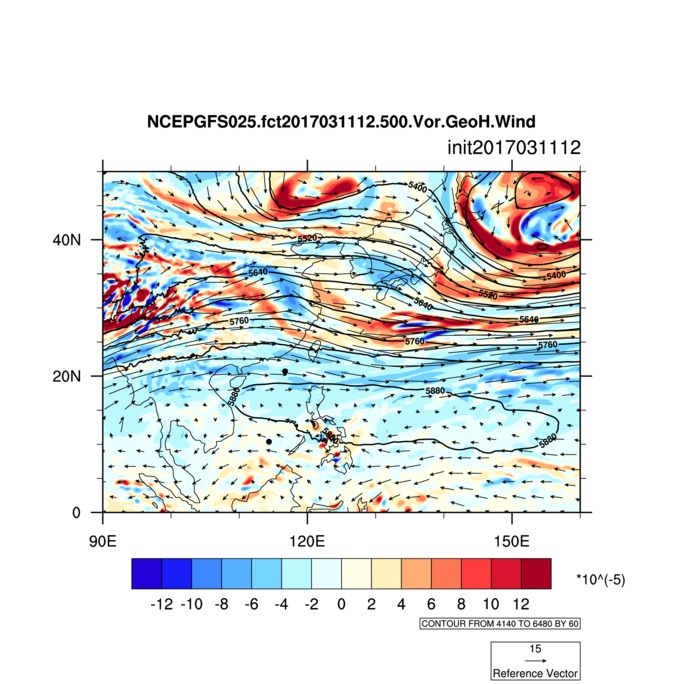 NCEPGFS025.fct2017031112.500.Vor.GeoH.Wind
init2017031112
5400
40N
5520
5640
5400
5520
5640
5760
5640
5760
5760
20N
5880
5880
5880
0
90E 120E 150E
-12 -10 -8 -6 -4 -2 0 2 4 6 8 10 12
*10^(-5)
CONTOUR FROM 4140 TO 6480 BY 60
15
Reference Vector